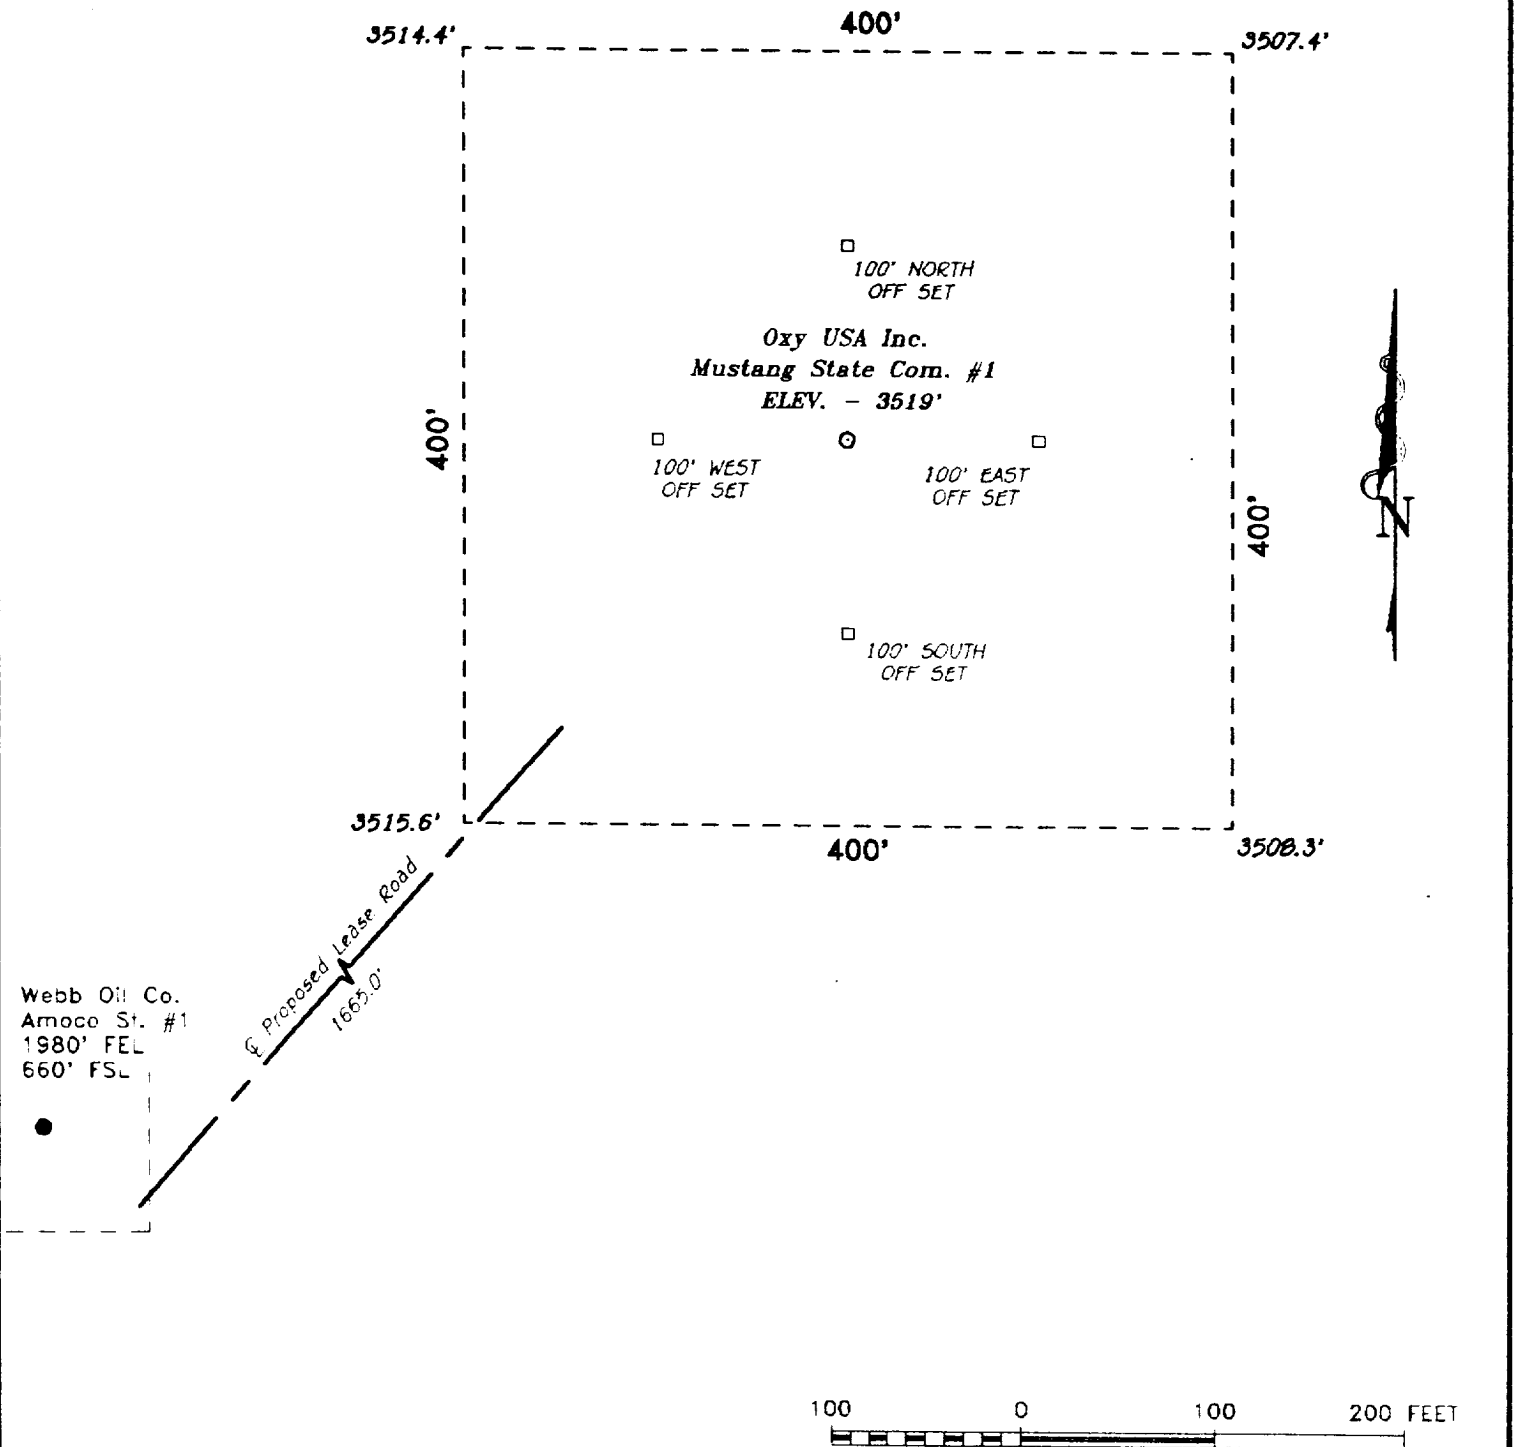 400'
3514.4'
3507.4'
100' NORTH
OFF SET
Oxy USA Inc.
Mustang State Com. #1
ELEV. - 3519'
400'
100' WEST
OFF SET
100' EAST
OFF SET
400'
N
100' SOUTH
OFF SET
3515.6'
400'
3508.3'
℄ Proposed Lease Road
1665.0'
Webb Oil Co.
Amoco St. #1
1980' FEL
660' FSL
100 0 100 200 FEET